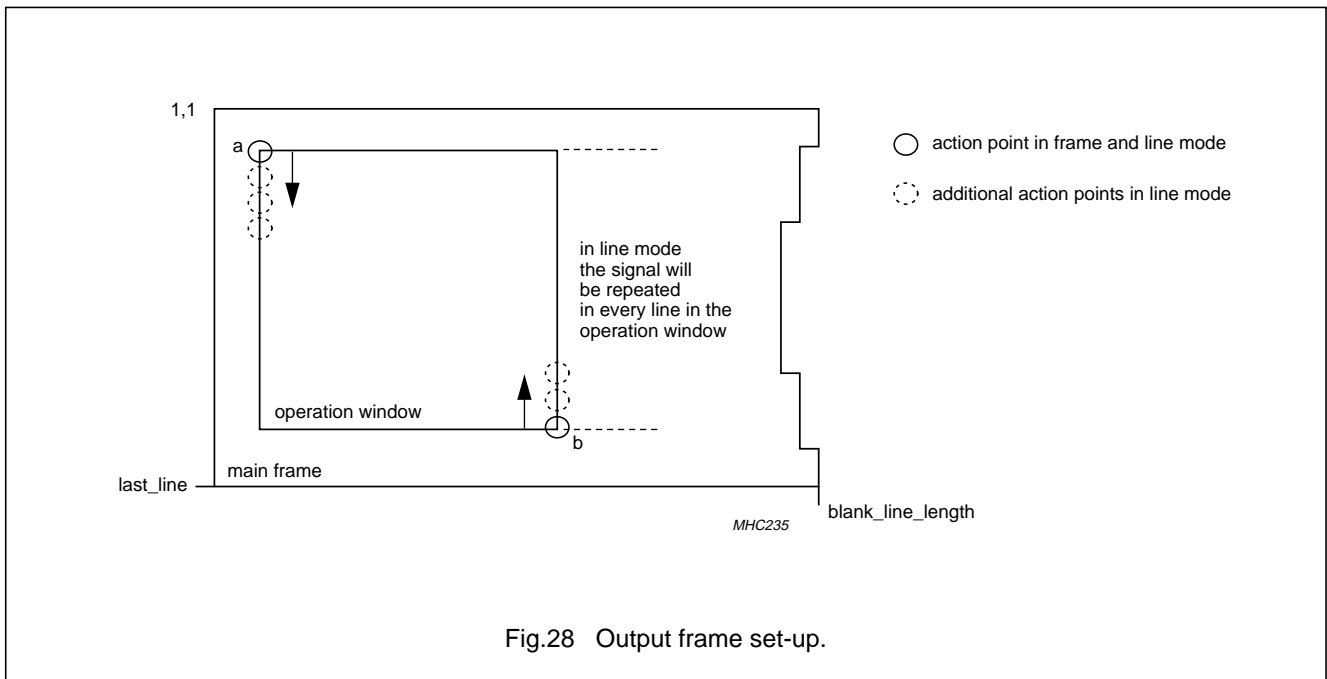 1,1
a
action point in frame and line mode
additional action points in line mode
in line mode
the signal will
be repeated
in every line in the
operation window
operation window
b
main frame
last_line
blank_line_length
MHC235
Fig.28 Output frame set-up.